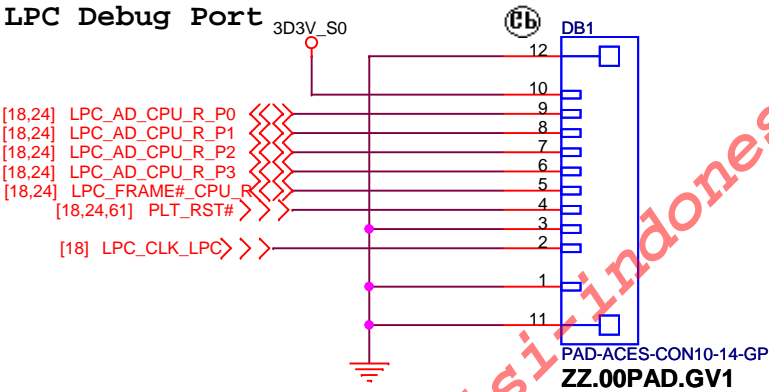 LPC Debug Port
3D3V_S0
DB1
12
10
[18,24] LPC_AD_CPU_R_P0
9
[18,24] LPC_AD_CPU_R_P1
8
[18,24] LPC_AD_CPU_R_P2
7
[18,24] LPC_AD_CPU_R_P3
6
[18,24] LPC_FRAME#_CPU_R
5
[18,24,61] PLT_RST#
4
3
[18] LPC_CLK_LPC
2
1
11
PAD-ACES-CON10-14-GP
ZZ.00PAD.GV1